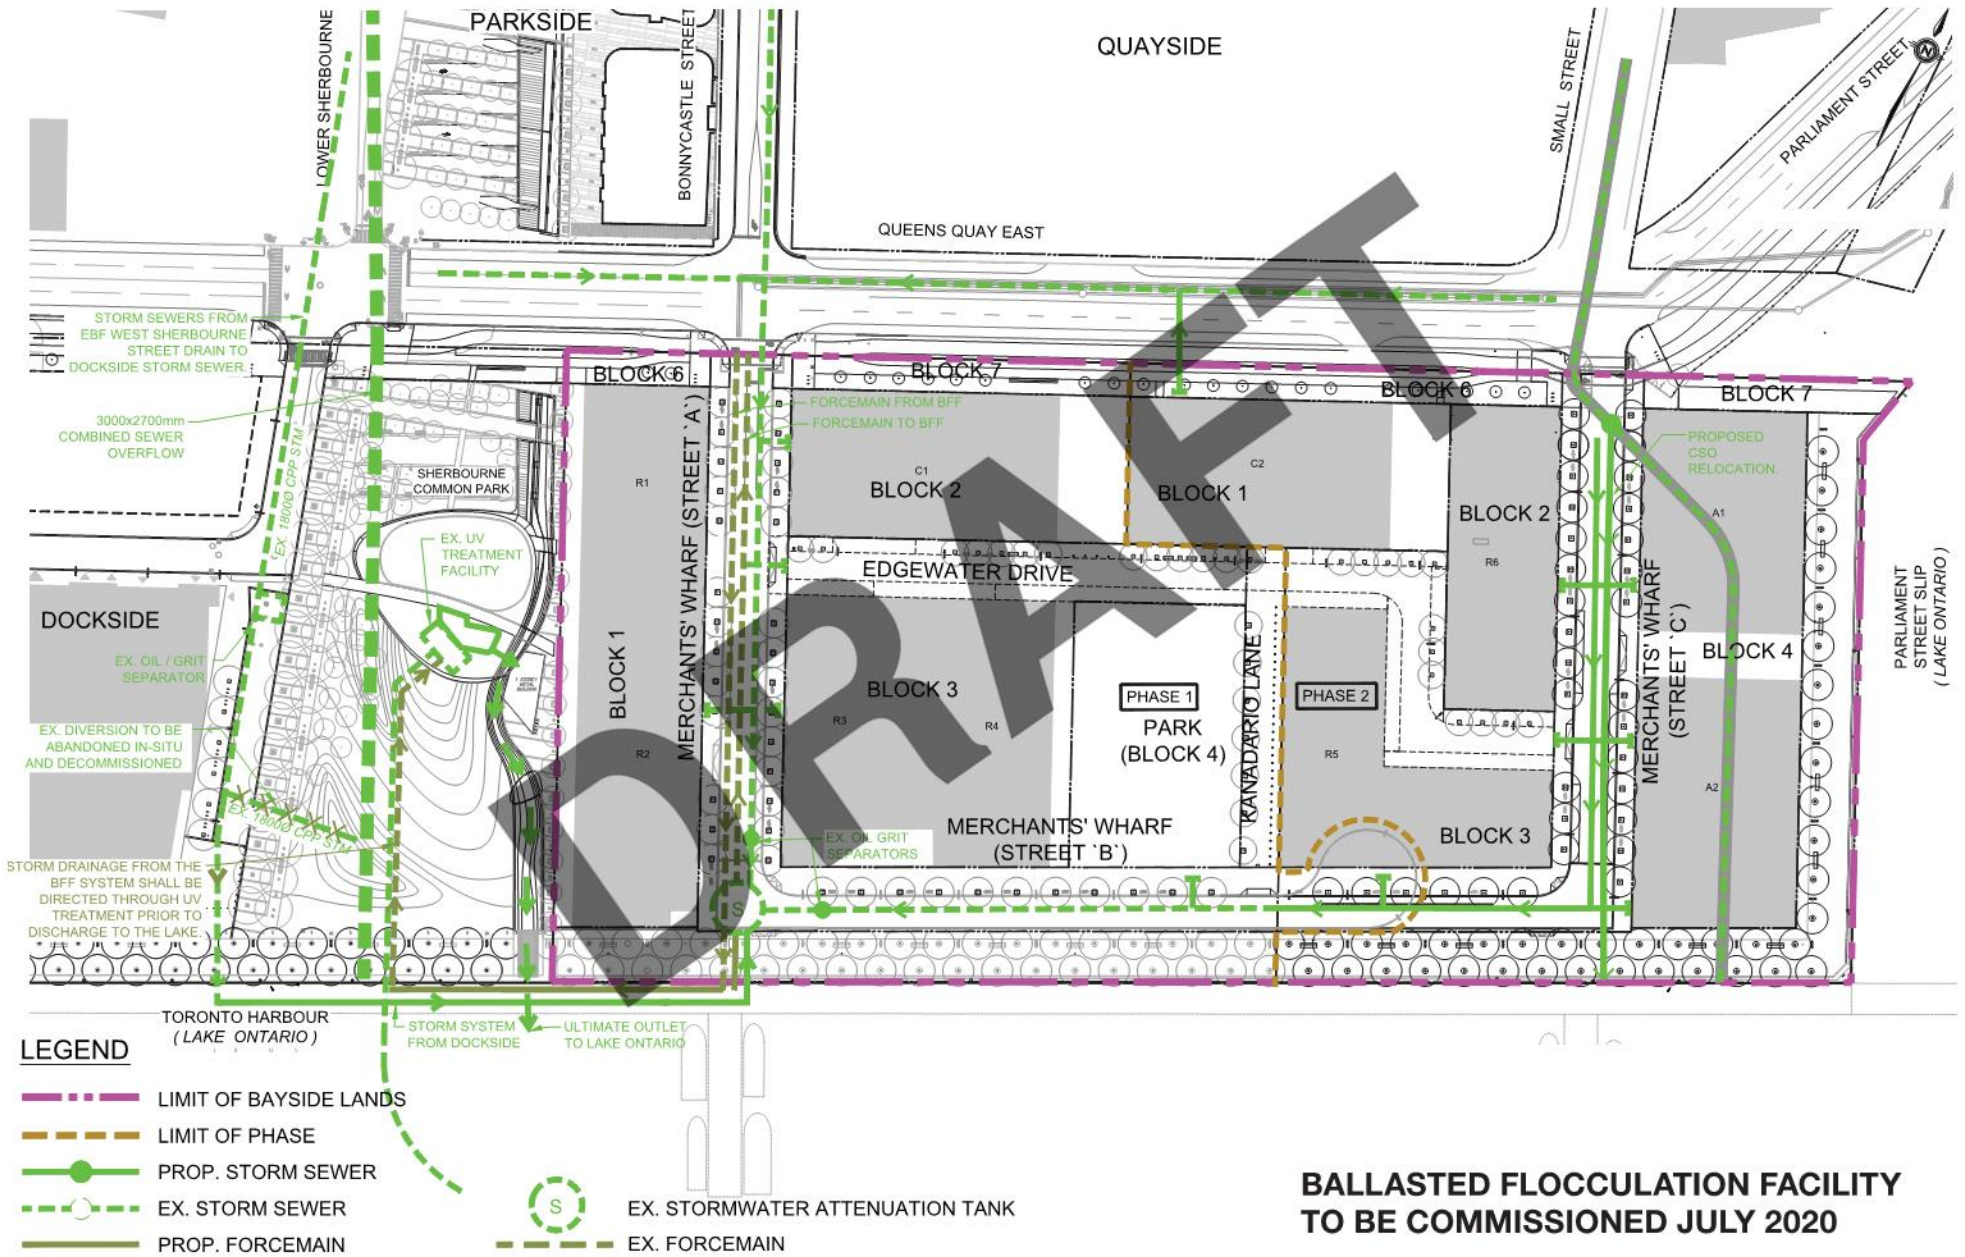 PARKSIDE
QUAYSIDE
LOWER SHERBOURNE
BONNYCASTLE STREET
SMALL STREET
PARLIAMENT STREET
N
QUEENS QUAY EAST
STORM SEWERS FROM
EBF WEST SHERBOURNE
STREET DRAIN TO
DOCKSIDE STORM SEWER.
3000x2700mm
COMBINED SEWER
OVERFLOW
EX. 1800Ø CPP STM
SHERBOURNE
COMMON PARK
EX. UV
TREATMENT
FACILITY
DOCKSIDE
EX. OIL / GRIT
SEPARATOR
EX. DIVERSION TO BE
ABANDONED IN-SITU
AND DECOMMISSIONED
EX. 1800Ø CPP STM
STORM DRAINAGE FROM THE
BFF SYSTEM SHALL BE
DIRECTED THROUGH UV
TREATMENT PRIOR TO
DISCHARGE TO THE LAKE.
BLOCK 6
BLOCK 7
BLOCK 6
BLOCK 7
FORCEMAIN FROM BFF
FORCEMAIN TO BFF
R1
BLOCK 1
R2
MERCHANTS' WHARF (STREET `A`)
C1
BLOCK 2
C2
BLOCK 1
BLOCK 2
R6
PROPOSED
CSO
RELOCATION.
A1
EDGEWATER DRIVE
BLOCK 3
R3
R4
PHASE 1
PARK
(BLOCK 4)
KANADARIO LANE
PHASE 2
R5
BLOCK 3
MERCHANTS' WHARF
(STREET `C`)
BLOCK 4
A2
PARLIAMENT
STREET SLIP
(LAKE ONTARIO)
EX. OIL GRIT
SEPARATORS
MERCHANTS' WHARF
(STREET `B`)
S
DRAFT
TORONTO HARBOUR
( LAKE ONTARIO )
STORM SYSTEM
FROM DOCKSIDE
ULTIMATE OUTLET
TO LAKE ONTARIO
LEGEND
LIMIT OF BAYSIDE LANDS
LIMIT OF PHASE
PROP. STORM SEWER
EX. STORM SEWER
PROP. FORCEMAIN
S
EX. STORMWATER ATTENUATION TANK
EX. FORCEMAIN
BALLASTED FLOCCULATION FACILITY
TO BE COMMISSIONED JULY 2020